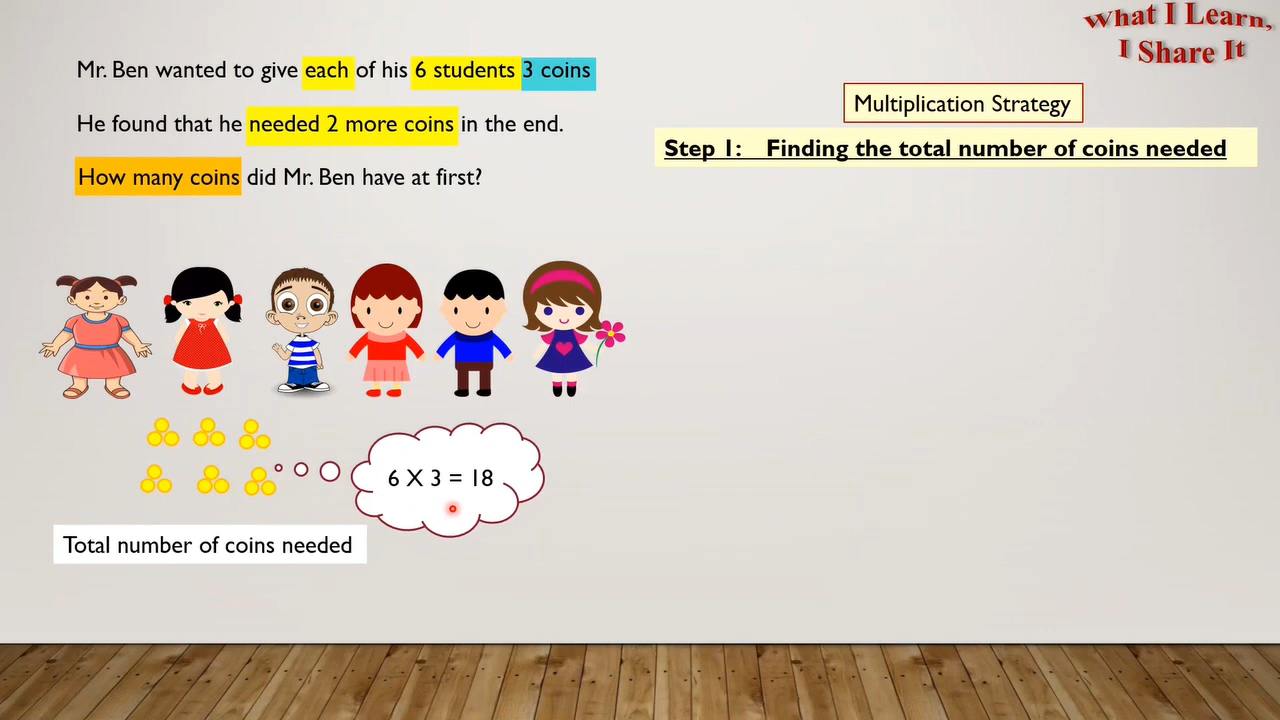 What I Learn,
I Share It
Mr. Ben wanted to give each of his 6 students 3 coins
He found that he needed 2 more coins in the end.
How many coins did Mr. Ben have at first?
Multiplication Strategy
Step 1: Finding the total number of coins needed
6 X 3 = 18
Total number of coins needed